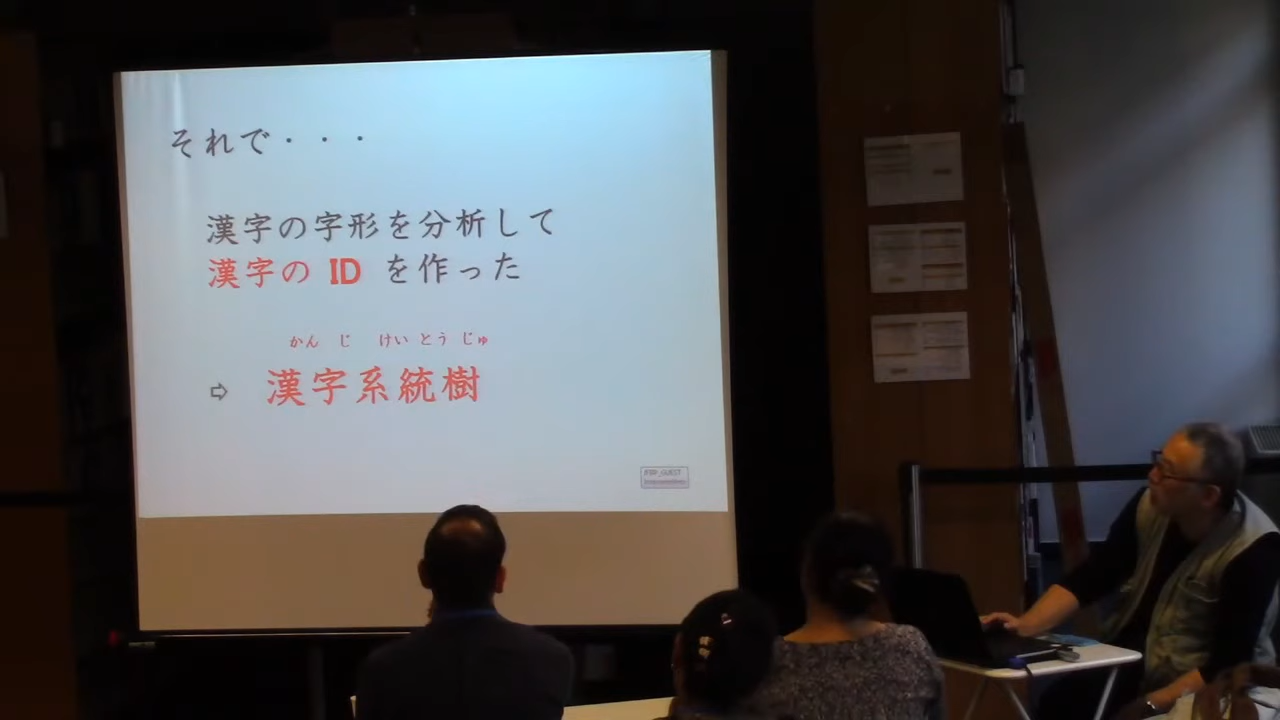 それで・・・
漢字の字形を分析して
漢字の ID を作った
かん じ けい とう じゅ
⇨ 漢字系統樹